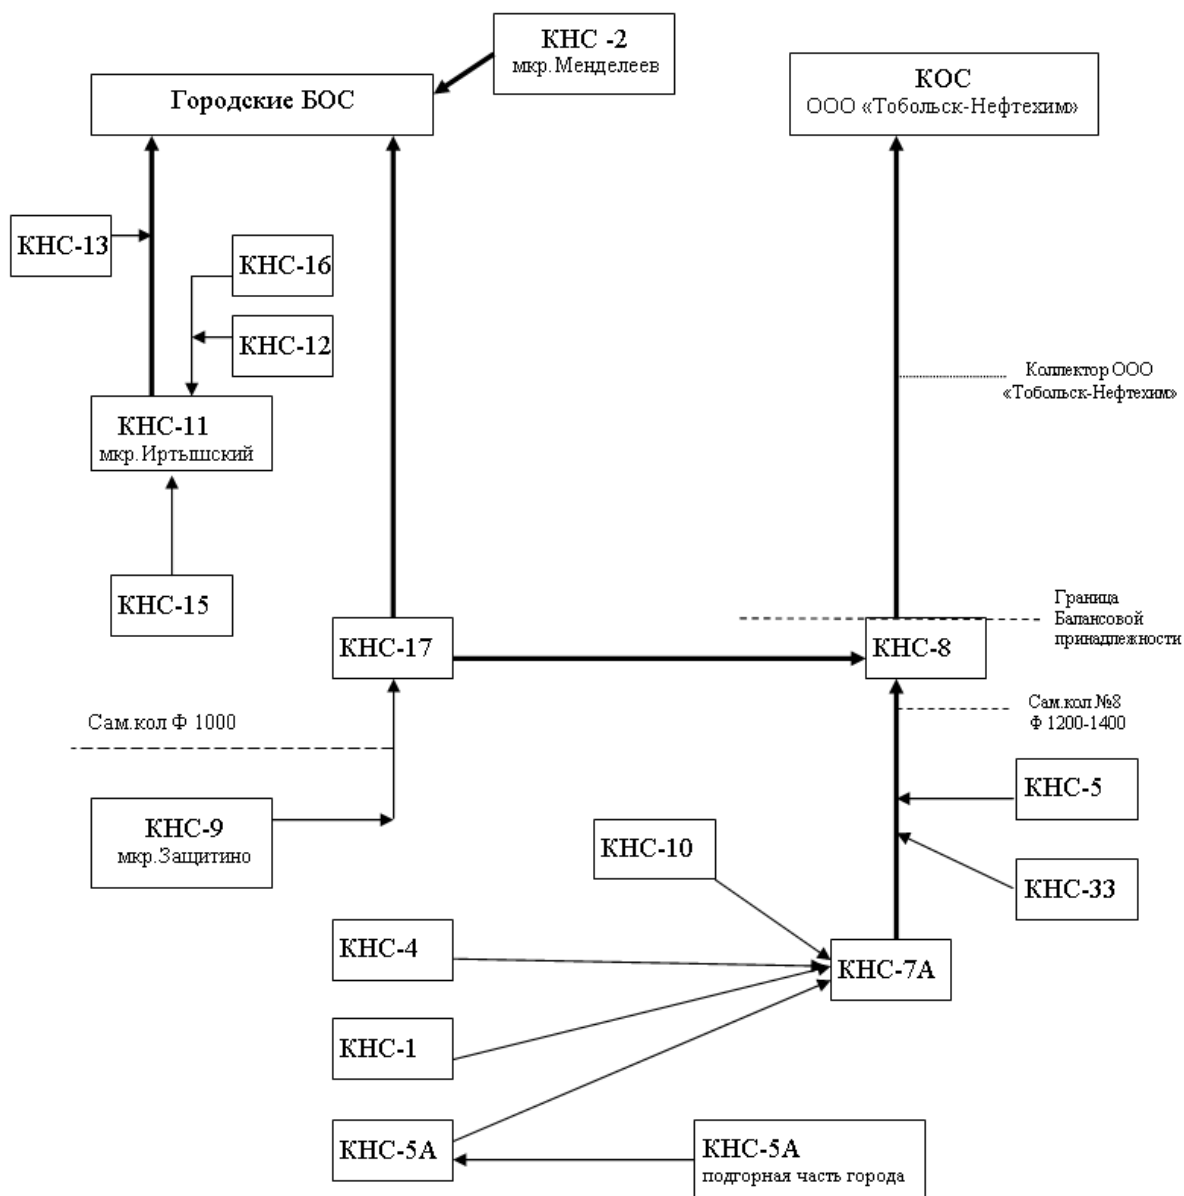 КНС -2
мкр.Менделеев
Городские БОС
КОС
ООО «Тобольск-Нефтехим»
КНС-13
КНС-16
КНС-12
Коллектор ООО
«Тобольск-Нефтехим»
КНС-11
мкр.Иртышский
КНС-15
КНС-17
КНС-8
Граница
Балансовой
принадлежности
Сам.кол Ф 1000
Сам.кол №8
Ф 1200-1400
КНС-5
КНС-9
мкр.Защитино
КНС-10
КНС-33
КНС-4
КНС-7А
КНС-1
КНС-5А
КНС-5А
подгорная часть города